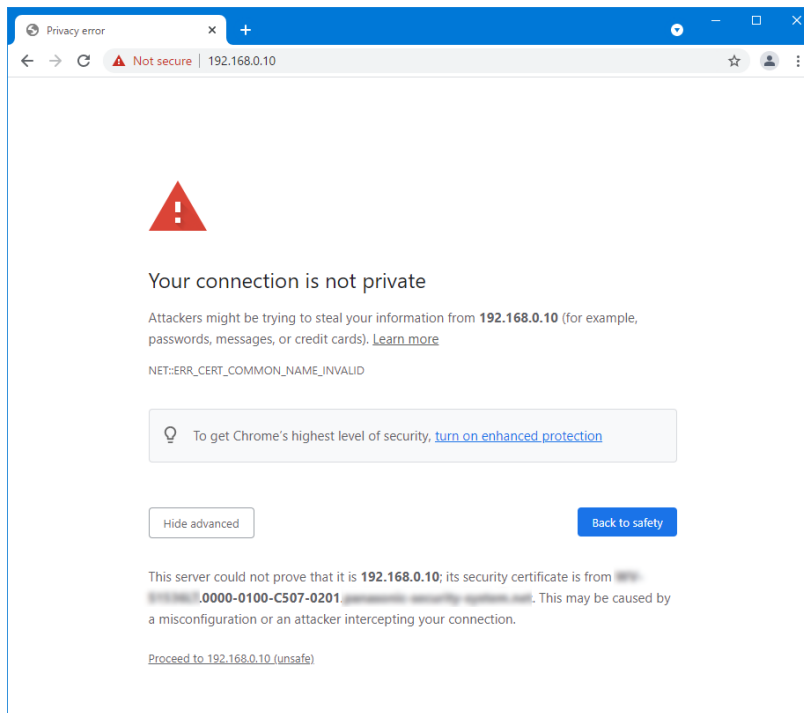 Privacy error
Not secure | 192.168.0.10
Your connection is not private
Attackers might be trying to steal your information from 192.168.0.10 (for example,
passwords, messages, or credit cards). Learn more
NET::ERR_CERT_COMMON_NAME_INVALID
To get Chrome's highest level of security, turn on enhanced protection
Hide advanced
Back to safety
This server could not prove that it is 192.168.0.10; its security certificate is from
.0000-0100-C507-0201. This may be caused by
a misconfiguration or an attacker intercepting your connection.
Proceed to 192.168.0.10 (unsafe)